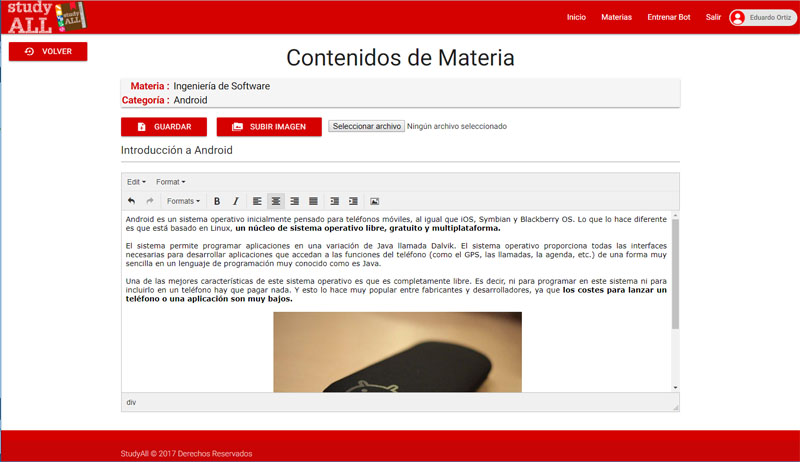 study
ALL
study
ALL
Inicio Materias Entrenar Bot Salir Eduardo Ortiz
VOLVER
Contenidos de Materia
Materia : Ingeniería de Software
Categoría : Android
GUARDAR SUBIR IMAGEN Seleccionar archivo Ningún archivo seleccionado
Introducción a Android
Edit Format
Formats B I
Android es un sistema operativo inicialmente pensado para teléfonos móviles, al igual que iOS, Symbian y Blackberry OS. Lo que lo hace diferente
es que está basado en Linux, un núcleo de sistema operativo libre, gratuito y multiplataforma.
El sistema permite programar aplicaciones en una variación de Java llamada Dalvik. El sistema operativo proporciona todas las interfaces
necesarias para desarrollar aplicaciones que accedan a las funciones del teléfono (como el GPS, las llamadas, la agenda, etc.) de una forma muy
sencilla en un lenguaje de programación muy conocido como es Java.
Una de las mejores características de este sistema operativo es que es completamente libre. Es decir, ni para programar en este sistema ni para
incluirlo en un teléfono hay que pagar nada. Y esto lo hace muy popular entre fabricantes y desarrolladores, ya que los costes para lanzar un
teléfono o una aplicación son muy bajos.
div
StudyAll © 2017 Derechos Reservados